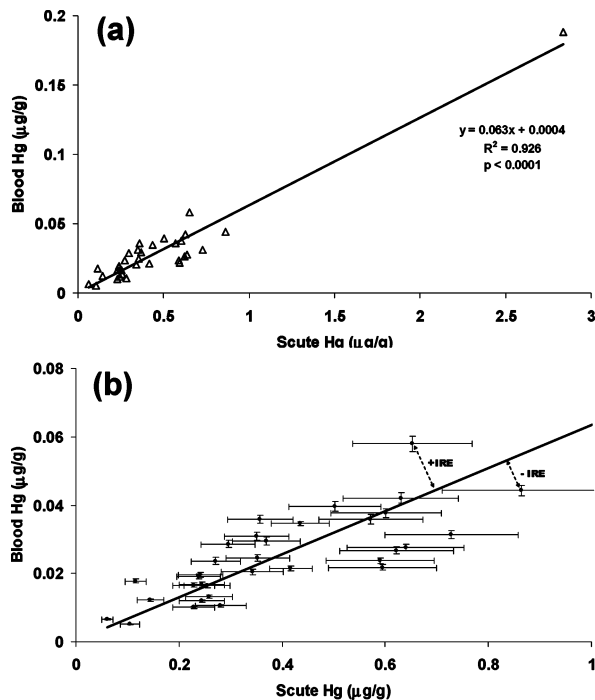 (a)
0.2
0.15
0.1
0.05
0
Blood Hg (µg/g)
y = 0.063x + 0.0004
R² = 0.926
p < 0.0001
0 0.5 1 1.5 2 2.5 3
Scute Hg (µg/g)
(b)
0.08
0.06
0.04
0.02
0
Blood Hg (µg/g)
+IRE
- IRE
0 0.2 0.4 0.6 0.8 1
Scute Hg (µg/g)